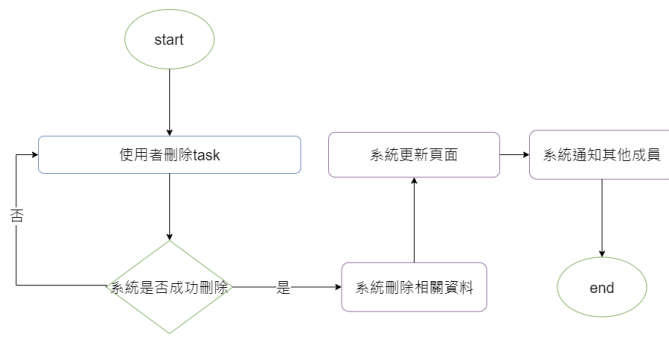 start
使用者刪除task
否
系統是否成功刪除
是
系統刪除相關資料
系統更新頁面
系統通知其他成員
end